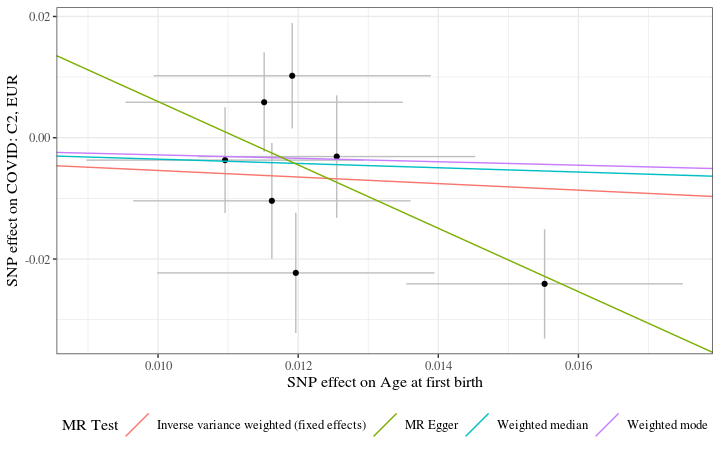 0.02
0.00
-0.02
SNP effect on COVID: C2, EUR
0.010 0.012 0.014 0.016
SNP effect on Age at first birth
MR Test Inverse variance weighted (fixed effects) MR Egger Weighted median Weighted mode